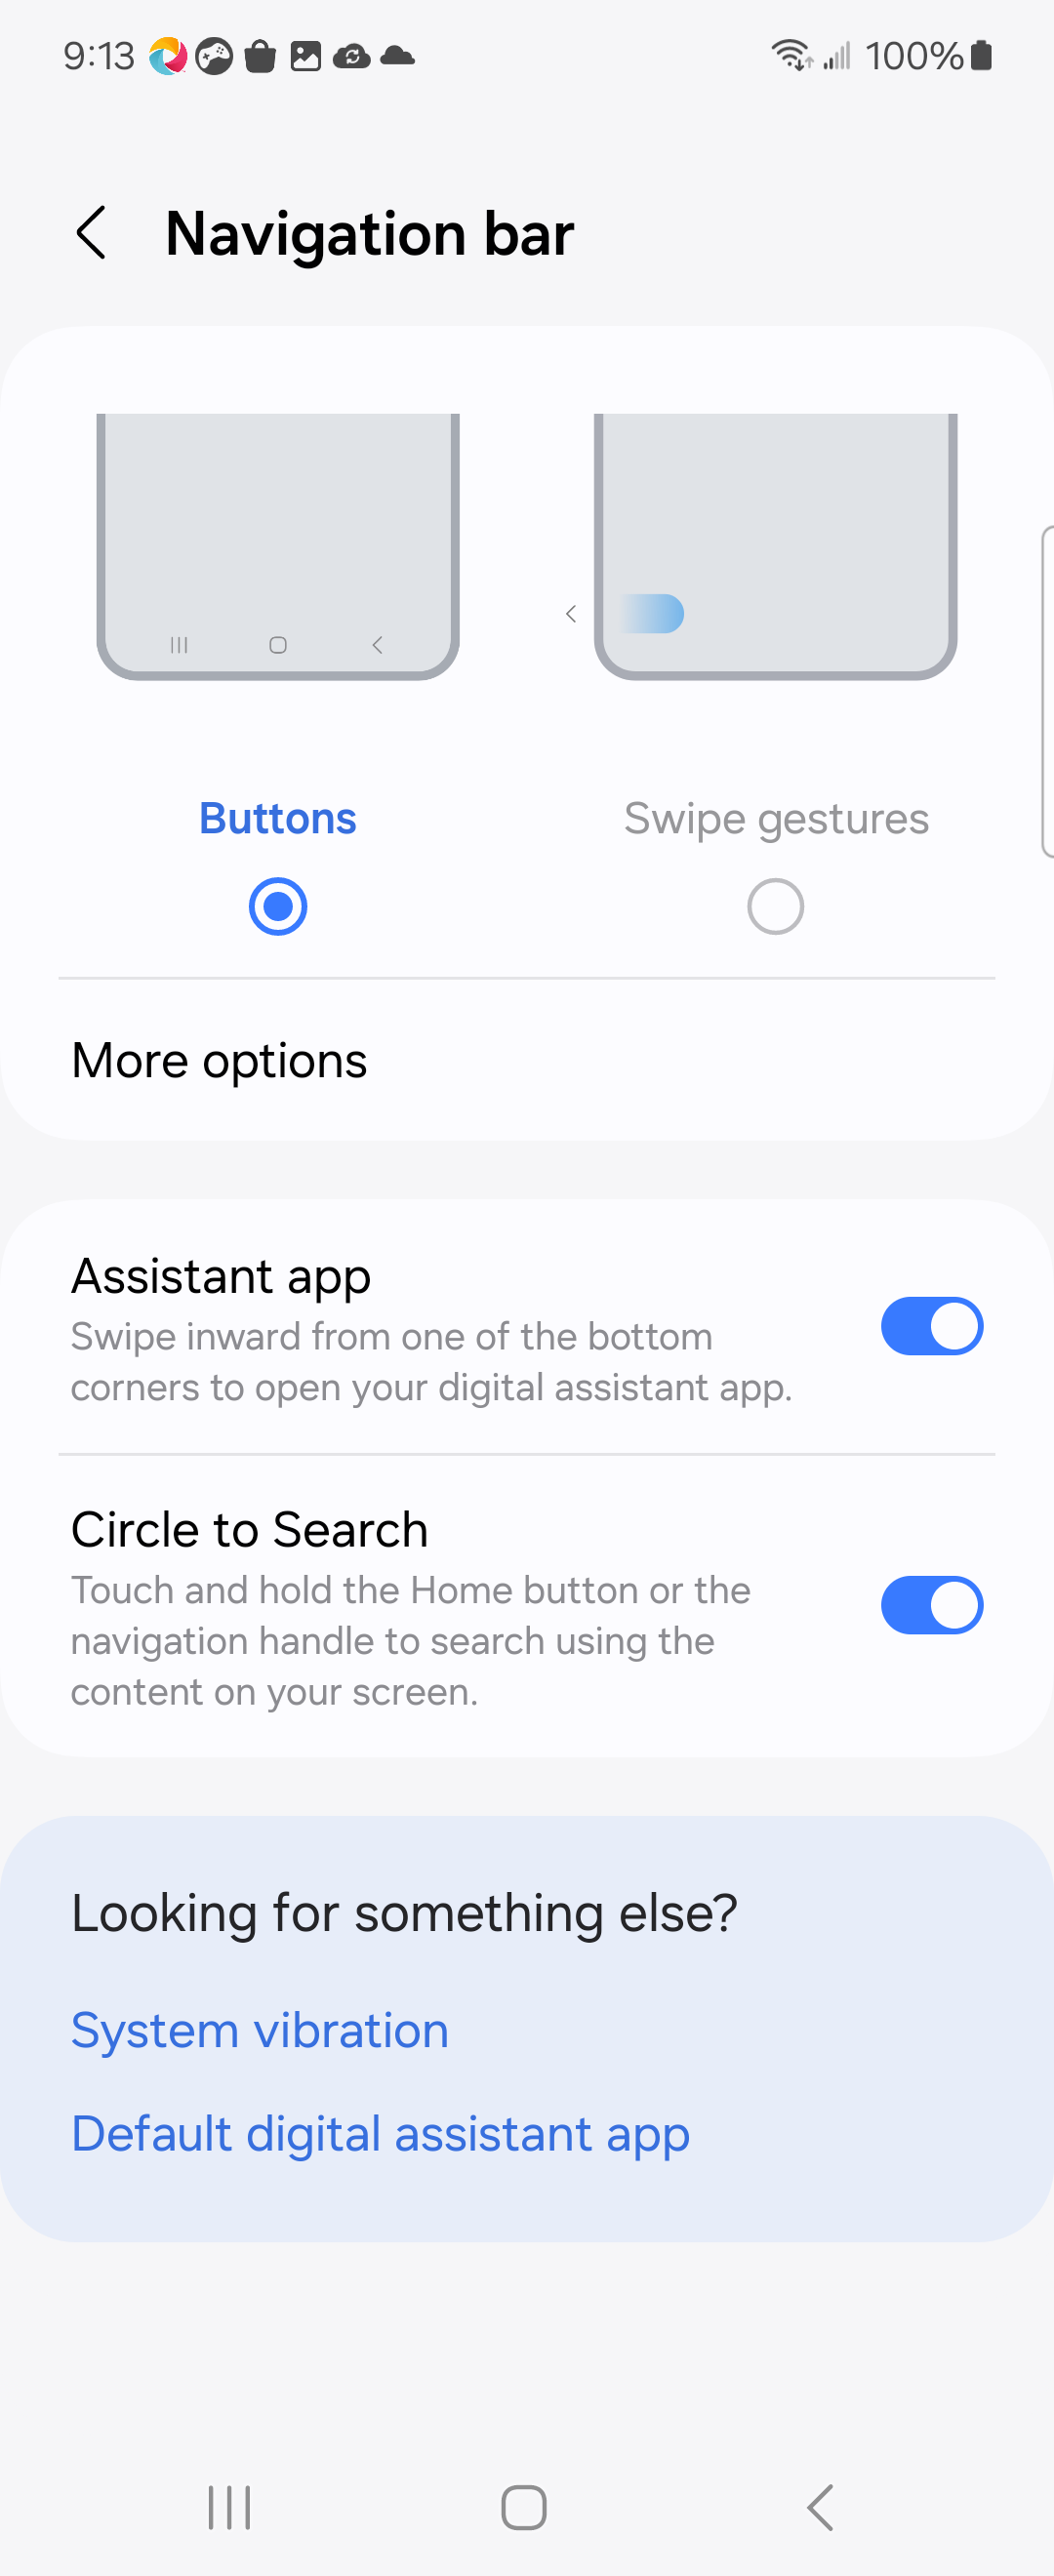 9:13
100%
Navigation bar
Buttons
Swipe gestures
More options
Assistant app
Swipe inward from one of the bottom
corners to open your digital assistant app.
Circle to Search
Touch and hold the Home button or the
navigation handle to search using the
content on your screen.
Looking for something else?
System vibration
Default digital assistant app